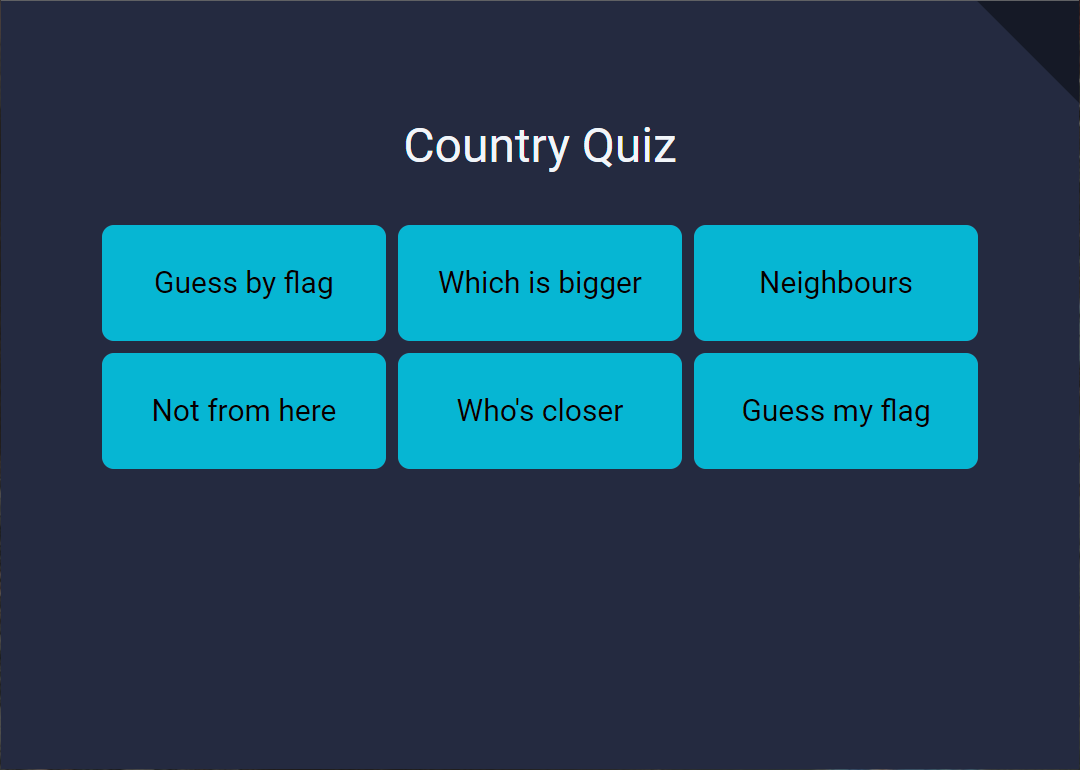 Country Quiz
Guess by flag
Which is bigger
Neighbours
Not from here
Who's closer
Guess my flag